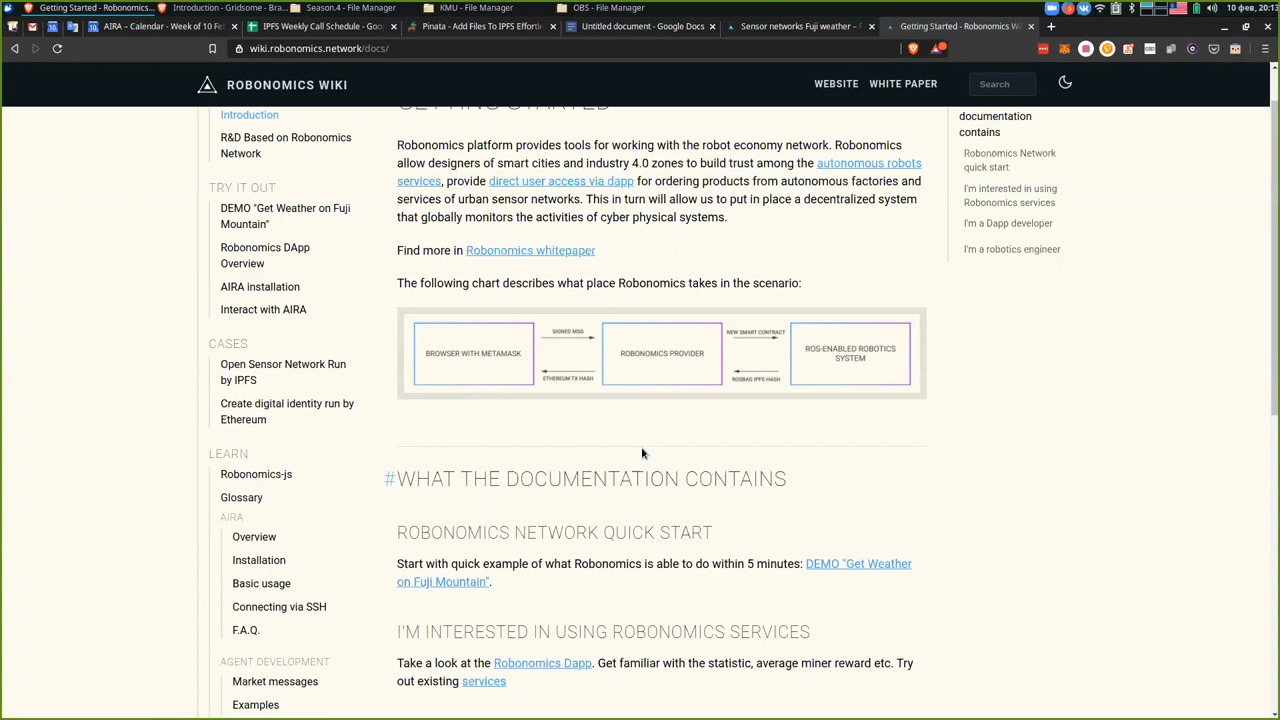 Getting Started - Robonomics...
Introduction - Gridsome - Bra...
Season.4 - File Manager
KMU - File Manager
OBS - File Manager
10 фев, 20:13
AIRA – Calendar - Week of 10 Feb
IPFS Weekly Call Schedule - Goo
Pinata - Add Files To IPFS Effortle
Untitled document - Google Docs
Sensor networks Fuji weather –
Getting Started - Robonomics Wi
wiki.robonomics.network/docs/
ROBONOMICS WIKI
WEBSITE
WHITE PAPER
Search
Introduction
R&D Based on Robonomics
Network
TRY IT OUT
DEMO "Get Weather on Fuji
Mountain"
Robonomics DApp
Overview
AIRA installation
Interact with AIRA
CASES
Open Sensor Network Run
by IPFS
Create digital identity run by
Ethereum
LEARN
Robonomics-js
Glossary
AIRA
Overview
Installation
Basic usage
Connecting via SSH
F.A.Q.
AGENT DEVELOPMENT
Market messages
Examples
GETTING STARTED
Robonomics platform provides tools for working with the robot economy network. Robonomics
allow designers of smart cities and industry 4.0 zones to build trust among the autonomous robots
services, provide direct user access via dapp for ordering products from autonomous factories and
services of urban sensor networks. This in turn will allow us to put in place a decentralized system
that globally monitors the activities of cyber physical systems.
Find more in Robonomics whitepaper
The following chart describes what place Robonomics takes in the scenario:
BROWSER WITH METAMASK
SIGNED MSG
ETHEREUM TX HASH
ROBONOMICS PROVIDER
NEW SMART CONTRACT
ROSBAG IPFS HASH
ROS-ENABLED ROBOTICS
SYSTEM
#WHAT THE DOCUMENTATION CONTAINS
ROBONOMICS NETWORK QUICK START
Start with quick example of what Robonomics is able to do within 5 minutes: DEMO "Get Weather
on Fuji Mountain".
I'M INTERESTED IN USING ROBONOMICS SERVICES
Take a look at the Robonomics Dapp. Get familiar with the statistic, average miner reward etc. Try
out existing services
documentation
contains
Robonomics Network
quick start
I'm interested in using
Robonomics services
I'm a Dapp developer
I'm a robotics engineer